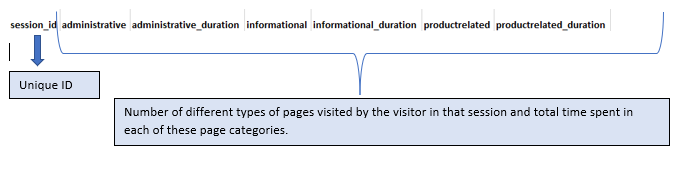 session_id administrative administrative_duration informational informational_duration productrelated productrelated_duration
Unique ID
Number of different types of pages visited by the visitor in that session and total time spent in
each of these page categories.